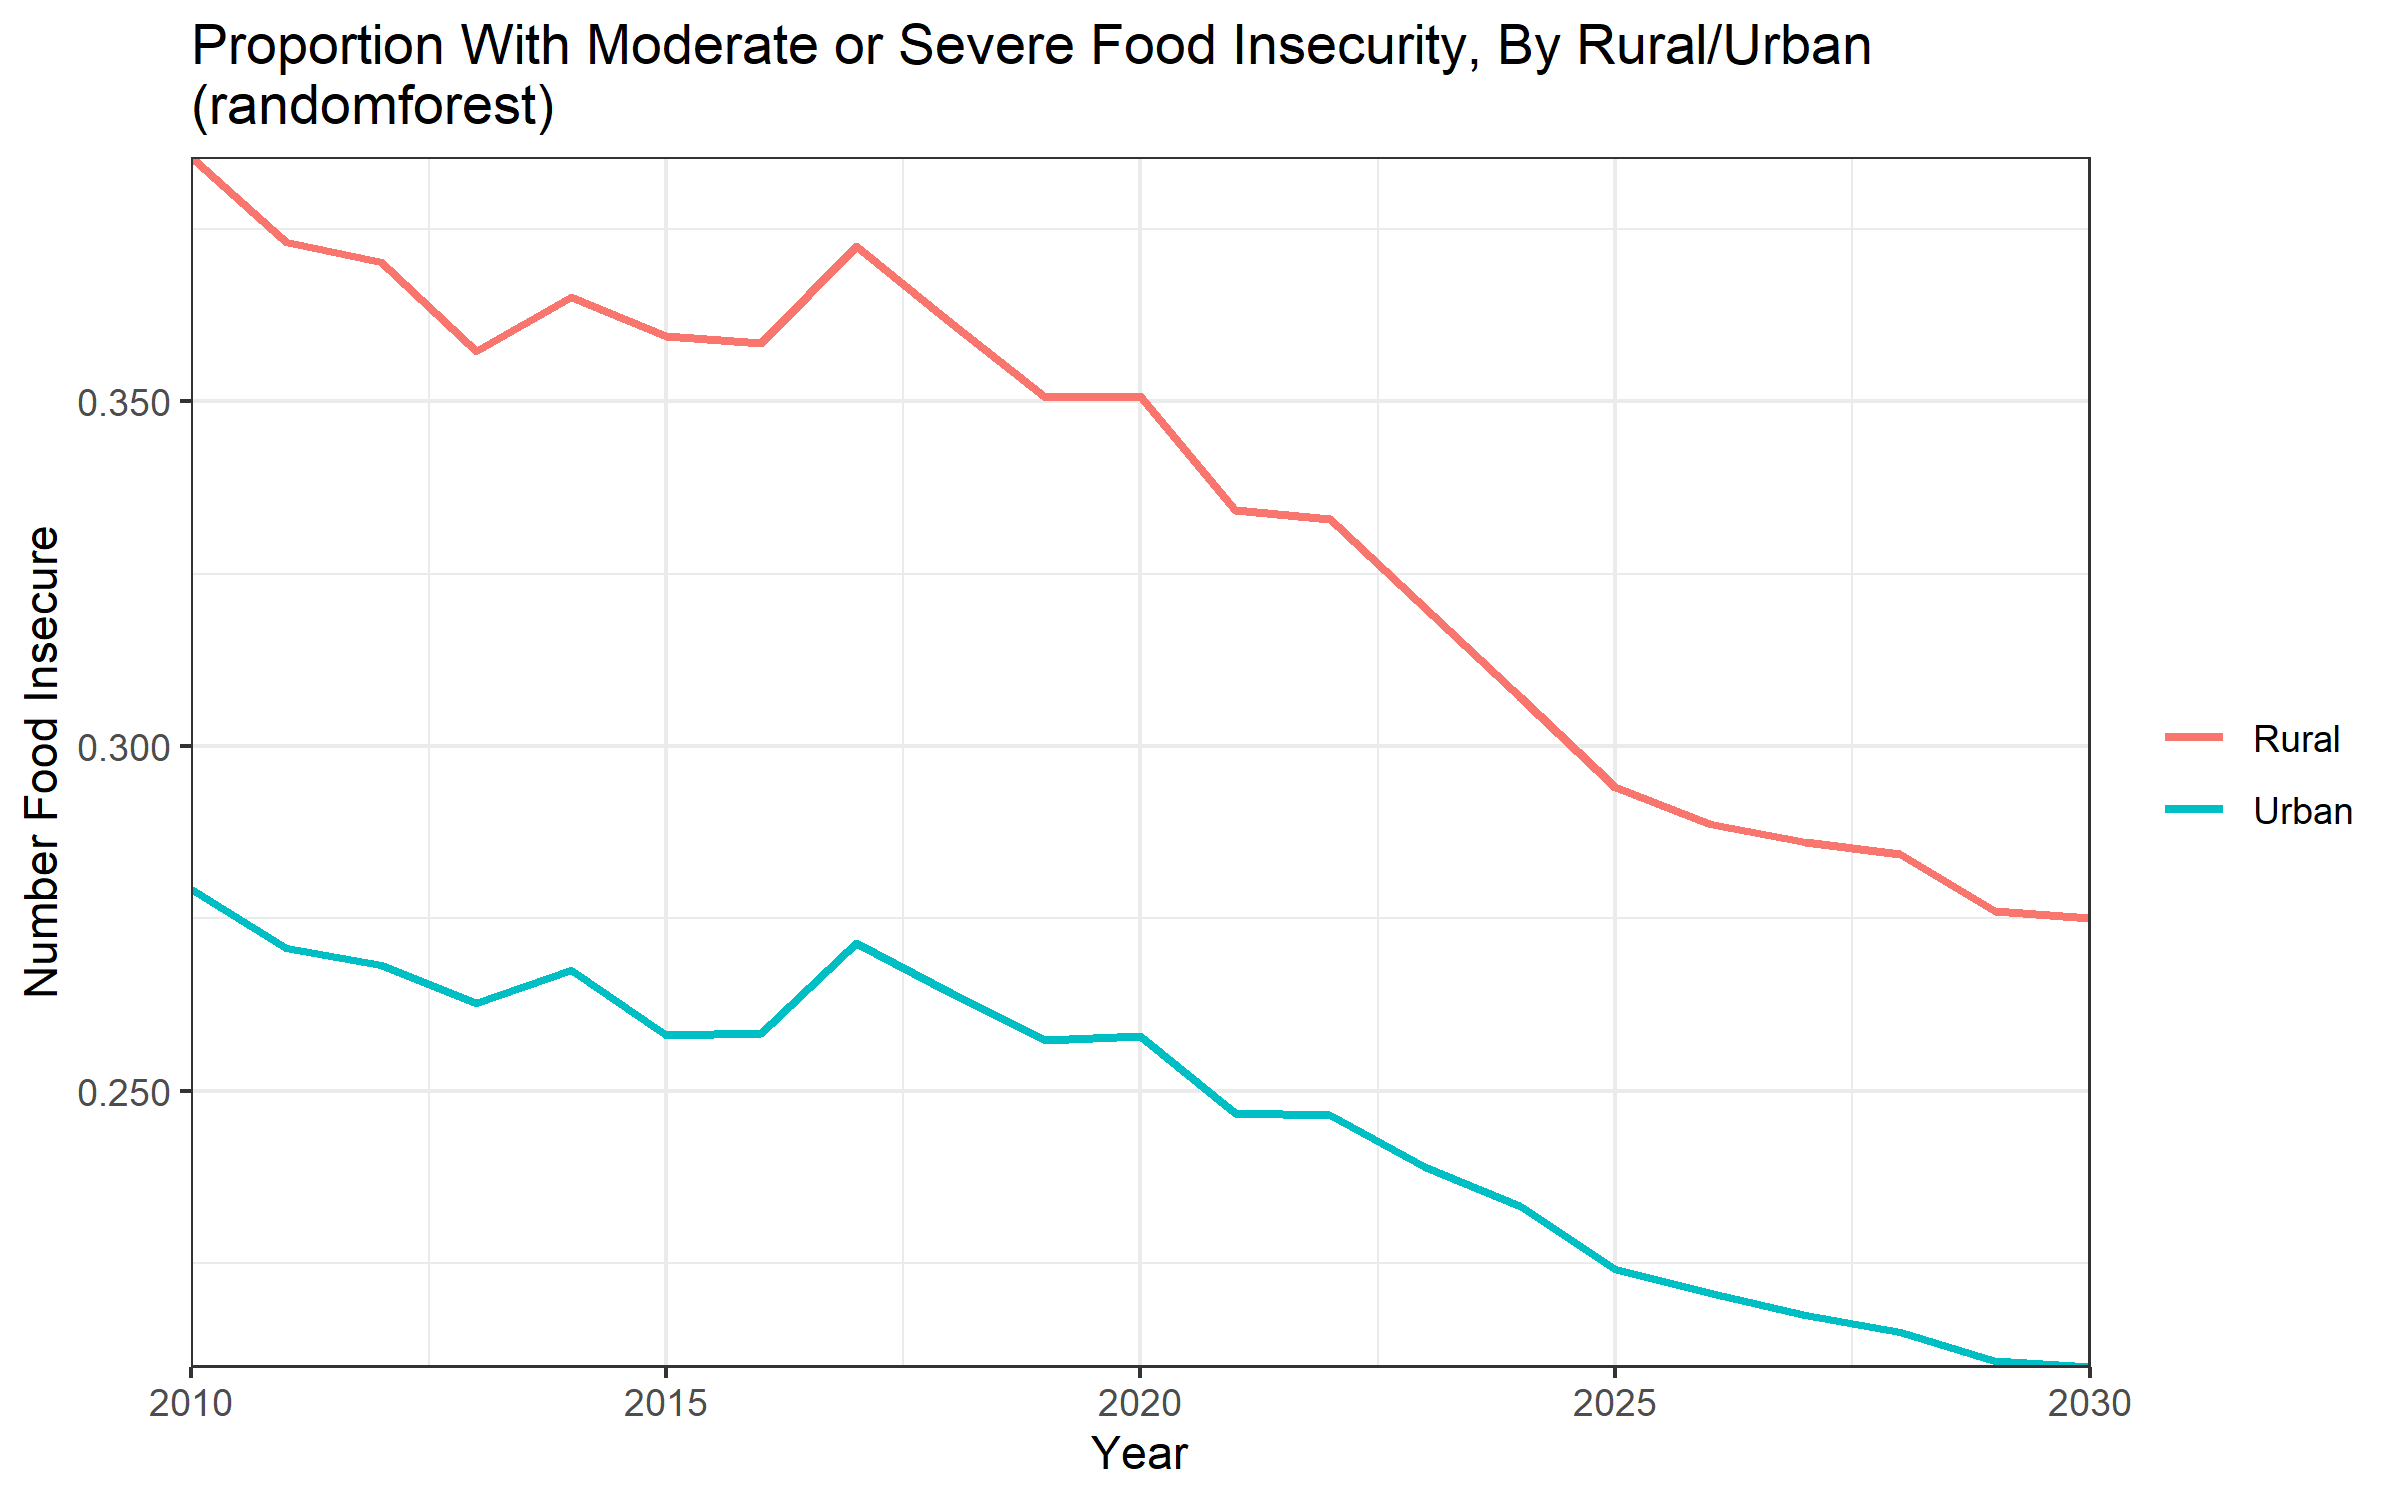 Proportion With Moderate or Severe Food Insecurity, By Rural/Urban
(randomforest)
Number Food Insecure
0.350
0.300
0.250
2010
2015
2020
2025
2030
Year
Rural
Urban